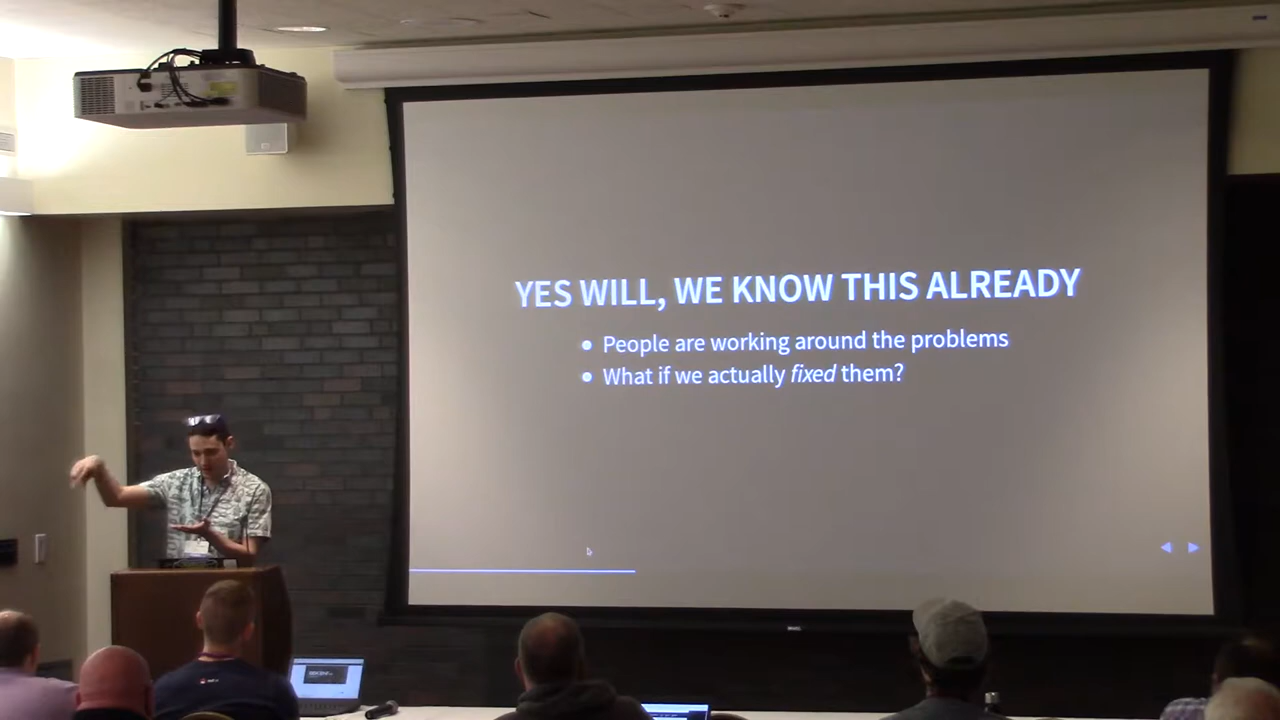 YES WILL, WE KNOW THIS ALREADY
People are working around the problems
What if we actually fixed them?